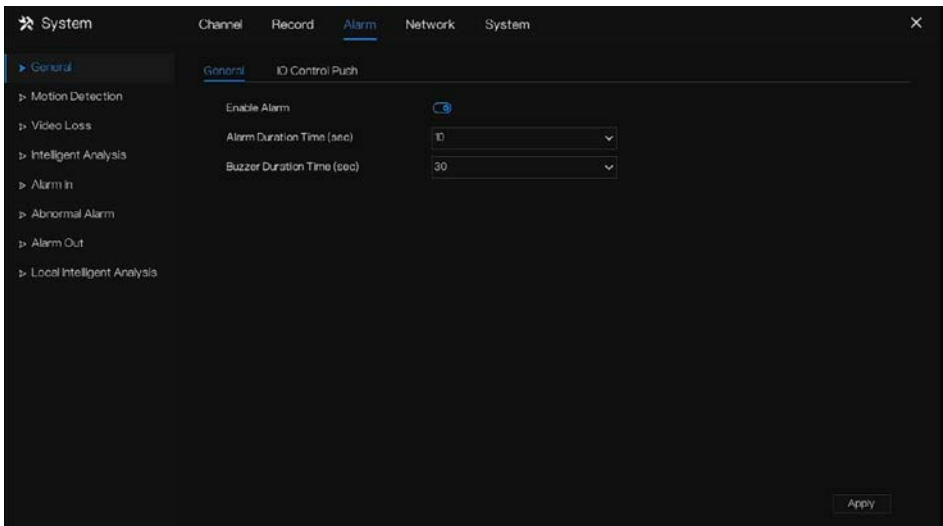 System
Channel Record Alarm Network System
General
Motion Detection
Video Loss
Intelligent Analysis
Alarm In
Abnormal Alarm
Alarm Out
Local Intelligent Analysis
General IO Control Push
Enable Alarm
Alarm Duration Time (sec) 10
Buzzer Duration Time (sec) 30
Apply